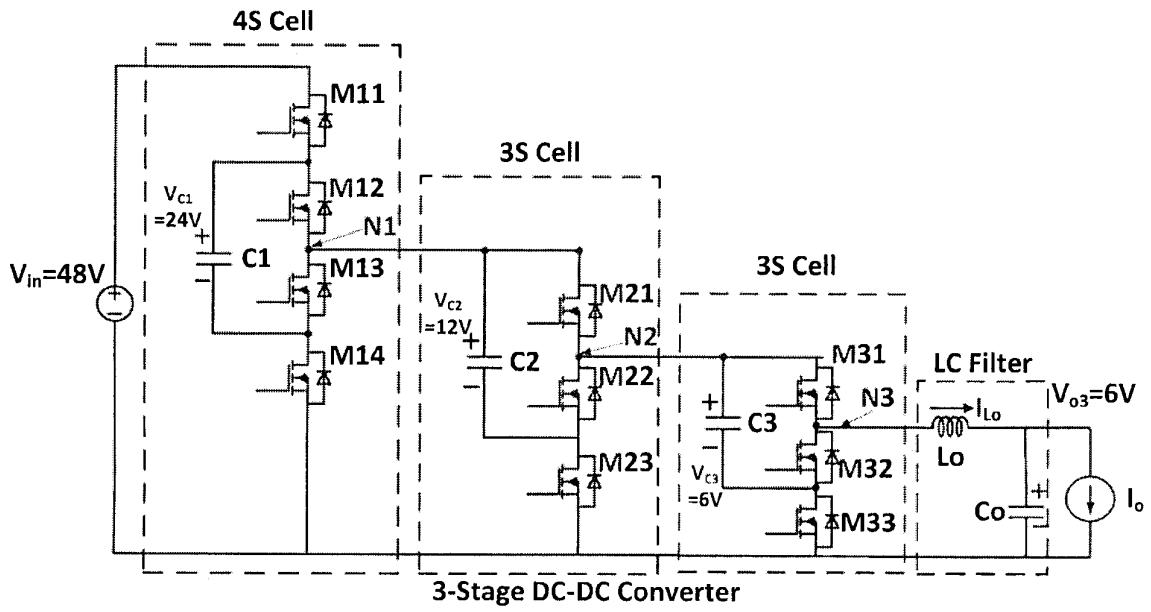 4S Cell
M11
3S Cell
M12
V_C1
=24V
N1
C1
3S Cell
V_in=48V
M13
M21
V_C2
=12V
N2
M14
C2
M31
LC Filter
M22
N3
I_Lo
V_o3=6V
C3
M23
M32
Lo
V_C3
=6V
Co
I_o
M33
3-Stage DC-DC Converter